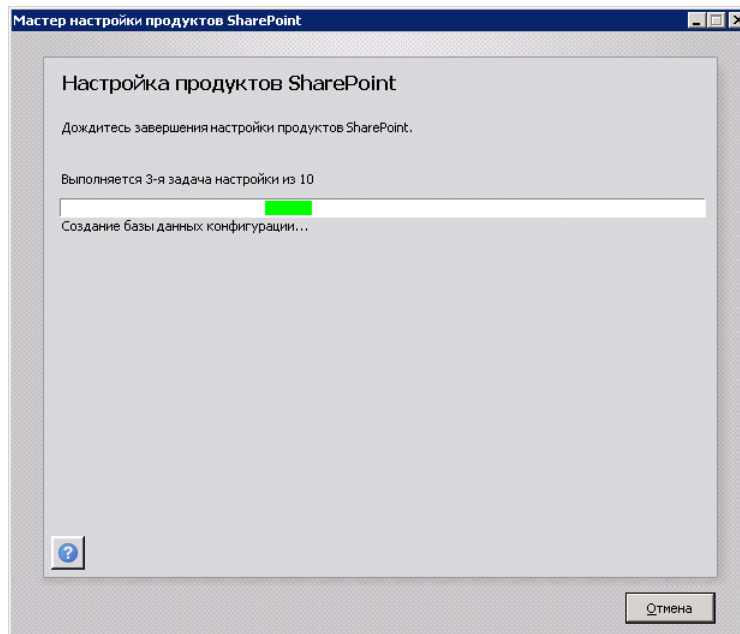 Мастер настройки продуктов SharePoint
Настройка продуктов SharePoint
Дождитесь завершения настройки продуктов SharePoint.
Выполняется 3-я задача настройки из 10
Создание базы данных конфигурации...
?
Отмена